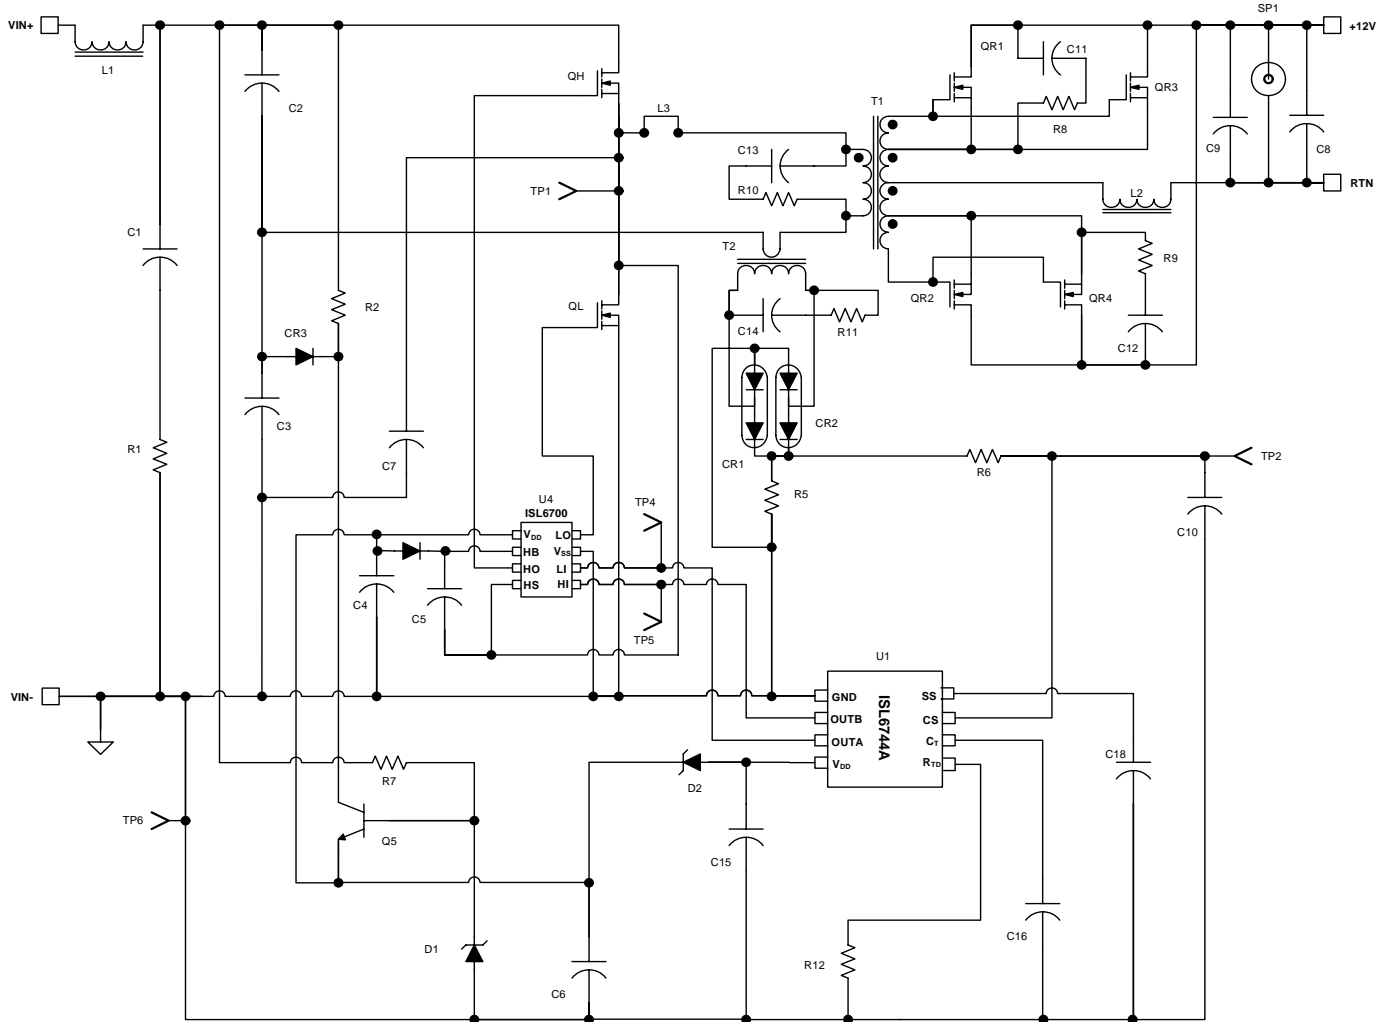 VIN+
L1
C2
QH
L3
T1
QR1
C11
R8
QR3
SP1
+12V
C9
C8
RTN
C13
R10
TP1
L2
C1
T2
R9
R2
QL
QR2
QR4
CR3
C14
R11
C12
C3
CR2
R1
C7
CR1
R6
TP2
R5
U4
ISL6700
TP4
C10
VDD LO
HB VSS
HO LI
HS HI
C4
C5
TP5
U1
VIN-
ISL6744A
GND SS
OUTB CS
OUTA CT
VDD RTD
C18
R7
D2
TP6
Q5
C15
D1
C16
R12
C6